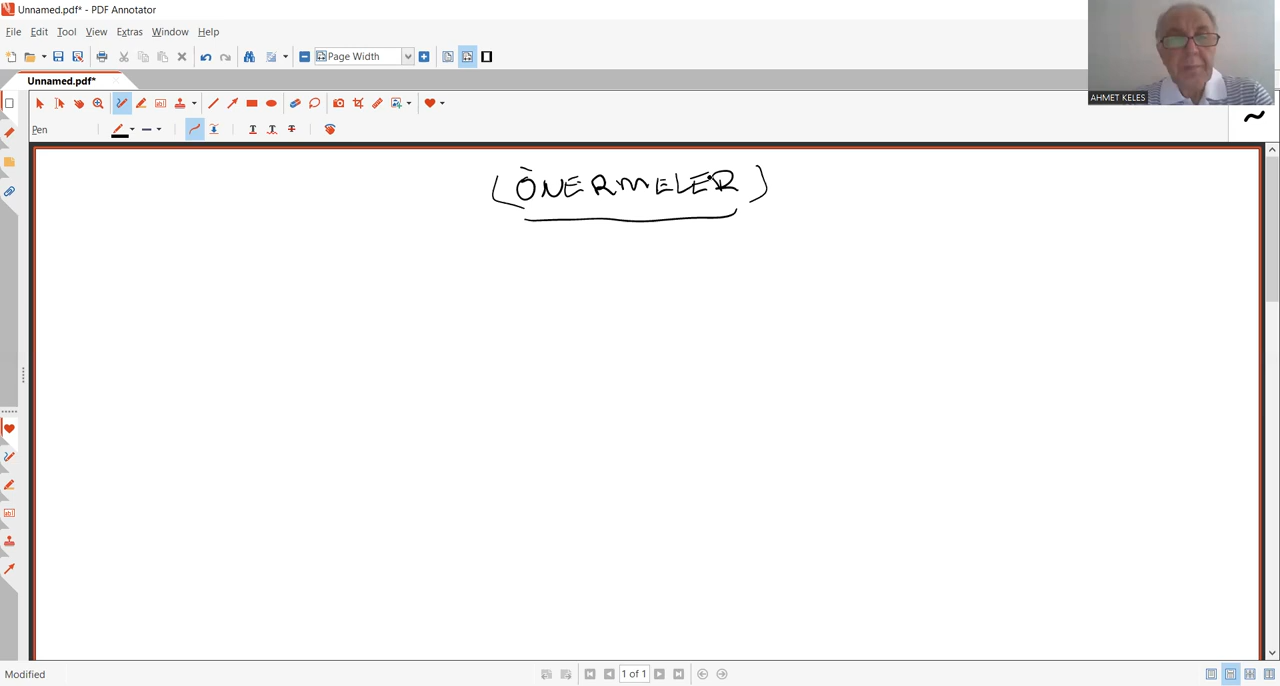 Unnamed.pdf* - PDF Annotator
File Edit Tool View Extras Window Help
Page Width
Unnamed.pdf*
Pen
AHMET KELES
(ÖNERMELER)
Modified
1 of 1